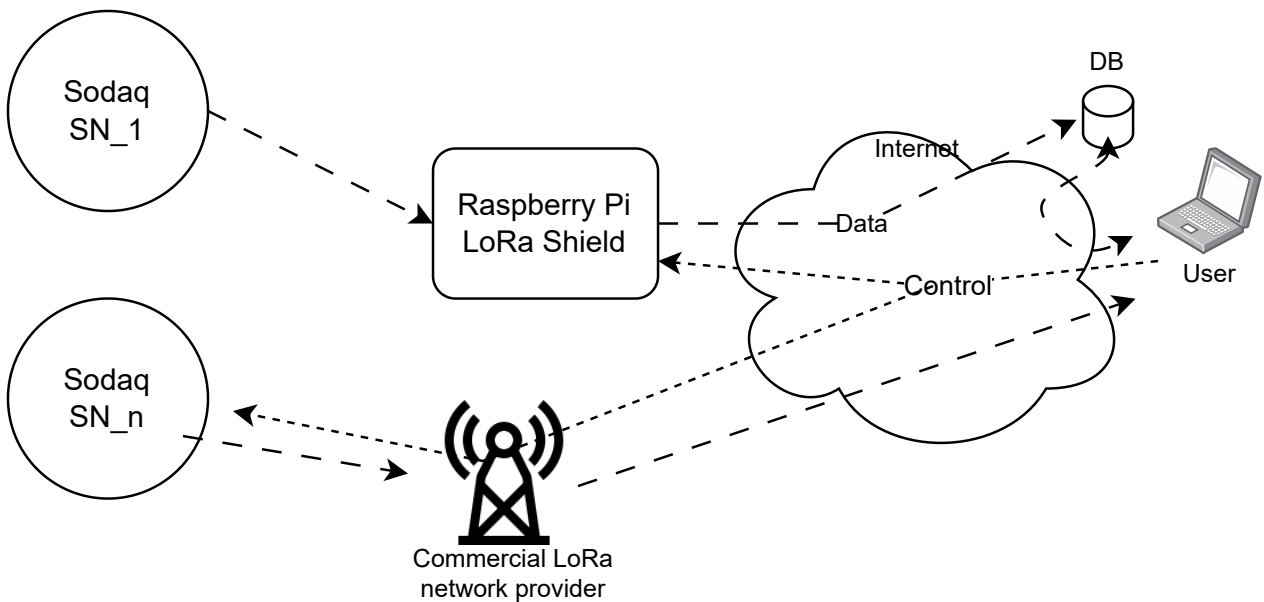 Sodaq
SN_1
DB
Internet
Raspberry Pi
LoRa Shield
Data
User
Control
Sodaq
SN_n
Commercial LoRa
network provider